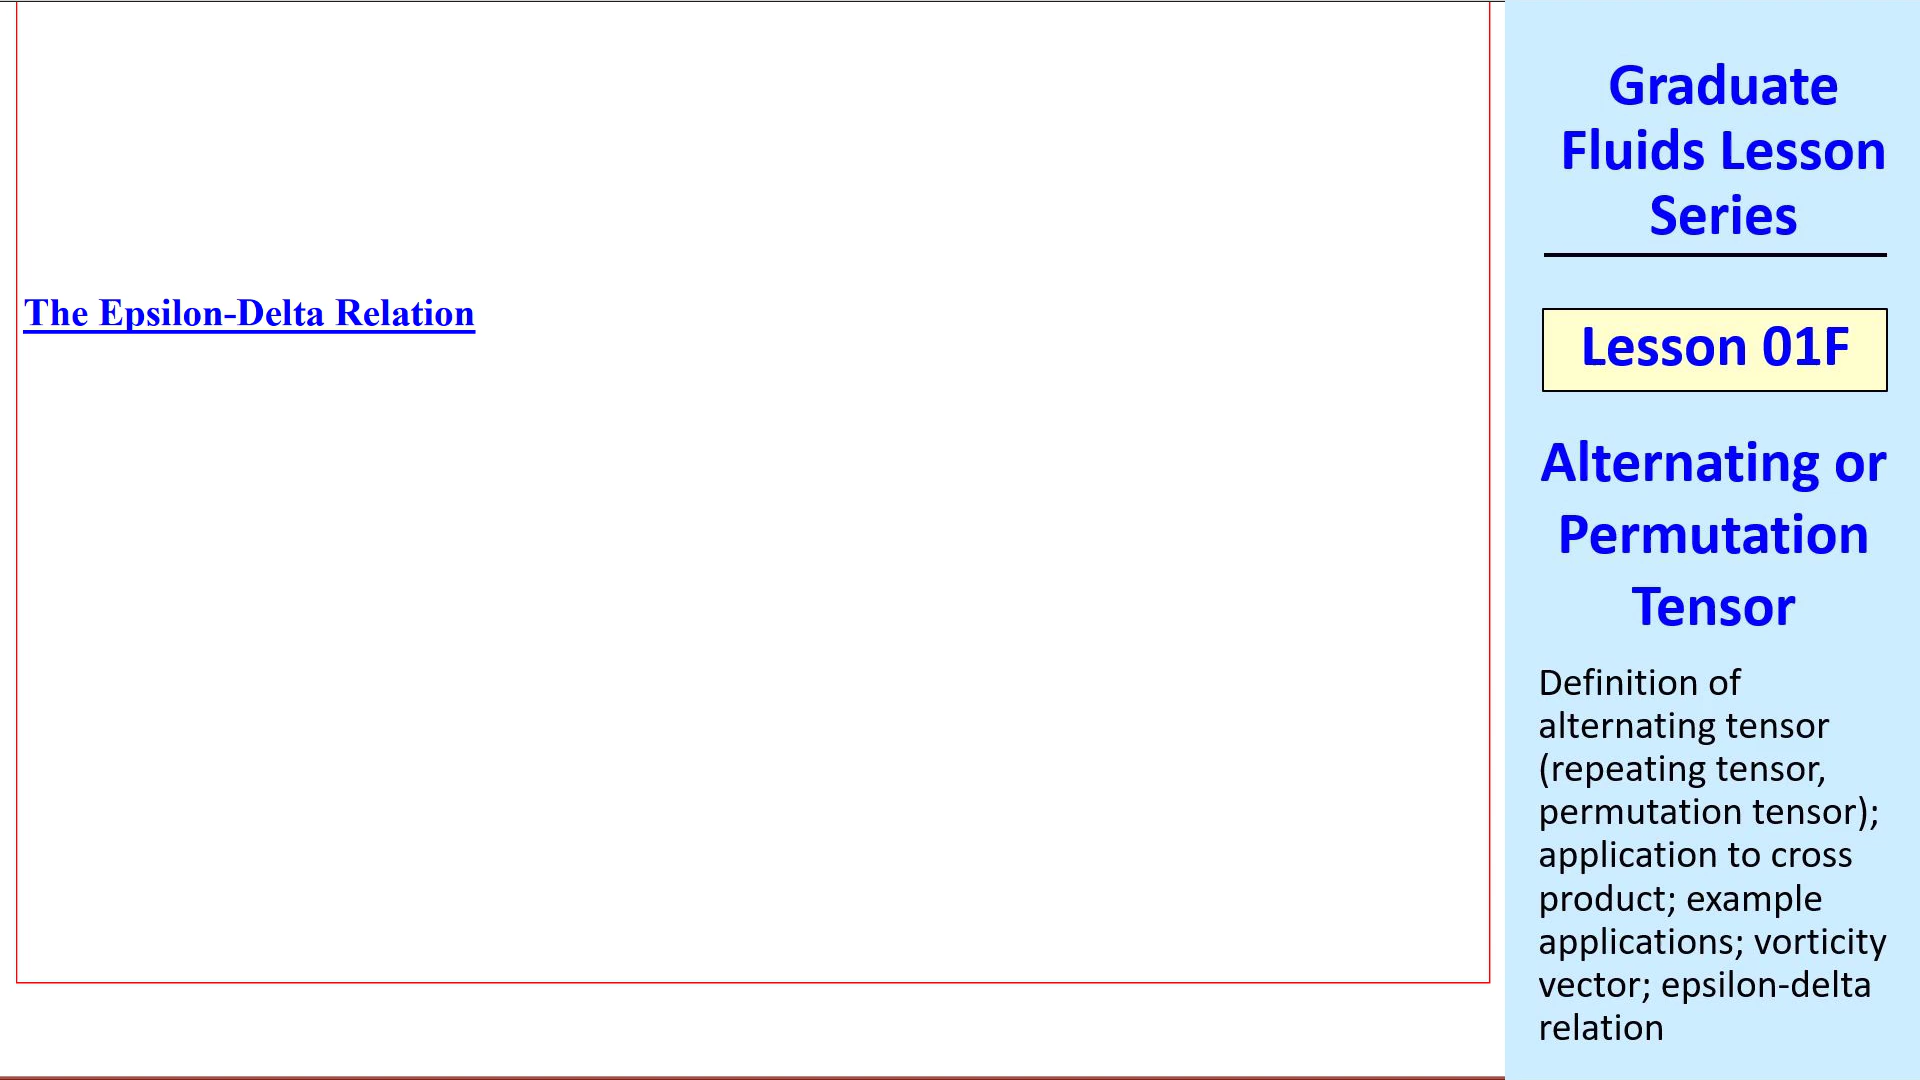 The Epsilon-Delta Relation
Graduate
Fluids Lesson
Series
Lesson 01F
Alternating or
Permutation
Tensor
Definition of
alternating tensor
(repeating tensor,
permutation tensor);
application to cross
product; example
applications; vorticity
vector; epsilon-delta
relation